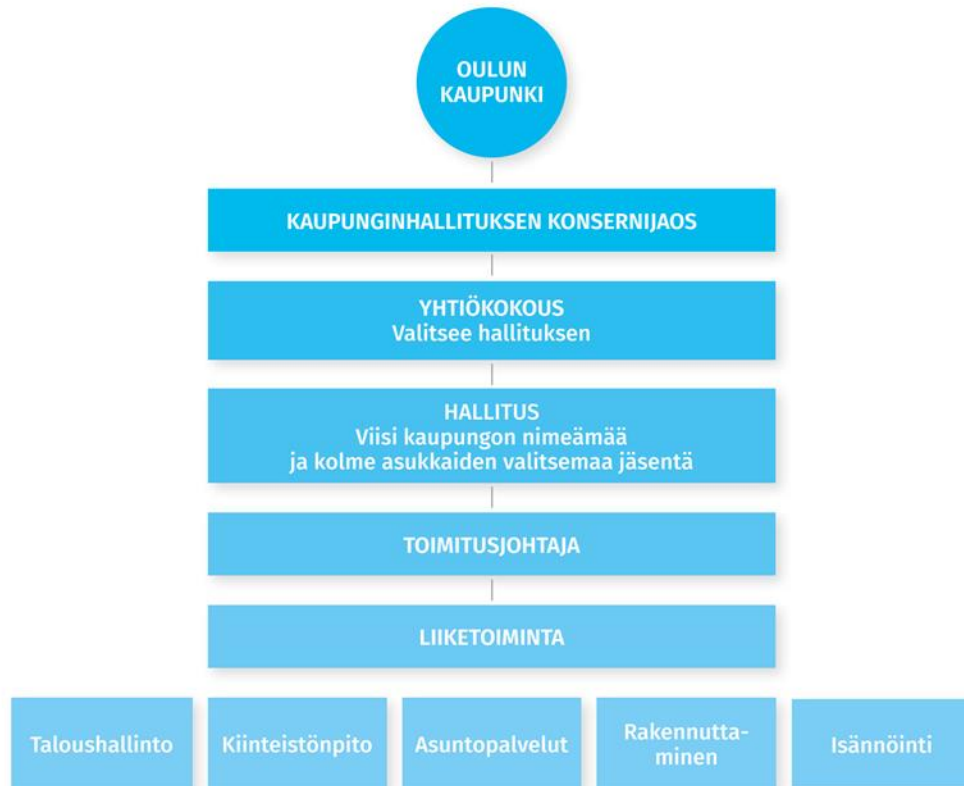 OULUN
KAUPUNKI
KAUPUNGINHALLITUKSEN KONSERNIJAOS
YHTIÖKOKOUS
Valitsee hallituksen
HALLITUS
Viisi kaupungon nimeämää
ja kolme asukkaiden valitsemaa jäsentä
TOIMITUSJOHTAJA
LIIKETOIMINTA
Taloushallinto
Kiinteistönpito
Asuntopalvelut
Rakennutta-
minen
Isännöinti